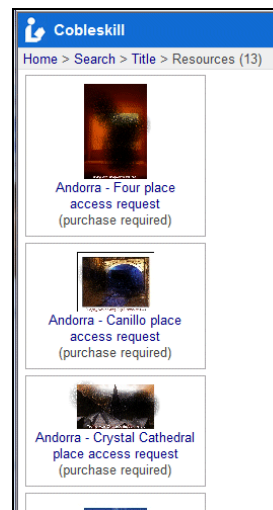 Cobleskill
Home > Search > Title > Resources (13)
Andorra - Four place
access request
(purchase required)
Andorra - Canillo place
access request
(purchase required)
Andorra - Crystal Cathedral
place access request
(purchase required)